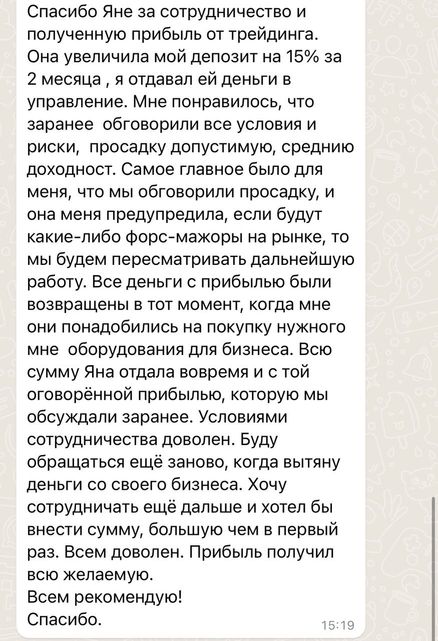 Спасибо Яне за сотрудничество и
полученную прибыль от трейдинга.
Она увеличила мой депозит на 15% за
2 месяца , я отдавал ей деньги в
управление. Мне понравилось, что
заранее  обговорили все условия и
риски,  просадку допустимую, среднию
доходност. Самое главное было для
меня, что мы обговорили просадку, и
она меня предупредила, если будут
какие-либо форс-мажоры на рынке, то
мы будем пересматривать дальнейшую
работу. Все деньги с прибылью были
возвращены в тот момент, когда мне
они понадобились на покупку нужного
мне  оборудования для бизнеса. Всю
сумму Яна отдала вовремя и с той
оговорённой прибылью, которую мы
обсуждали заранее. Условиями
сотрудничества доволен. Буду
обращаться ещё заново, когда вытяну
деньги со своего бизнеса. Хочу
сотрудничать ещё дальше и хотел бы
внести сумму, большую чем в первый
раз. Всем доволен. Прибыль получил
всю желаемую.
Всем рекомендую!
Спасибо.
15:19